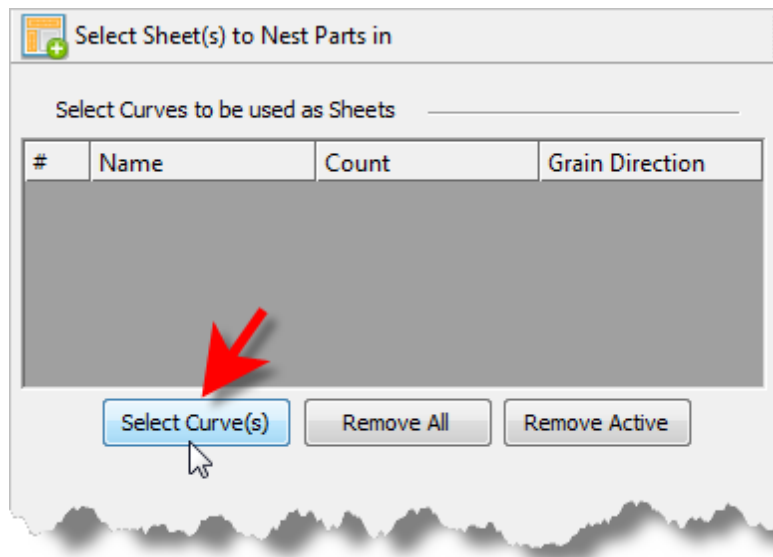 Select Sheet(s) to Nest Parts in
Select Curves to be used as Sheets
# Name Count Grain Direction
Select Curve(s) Remove All Remove Active